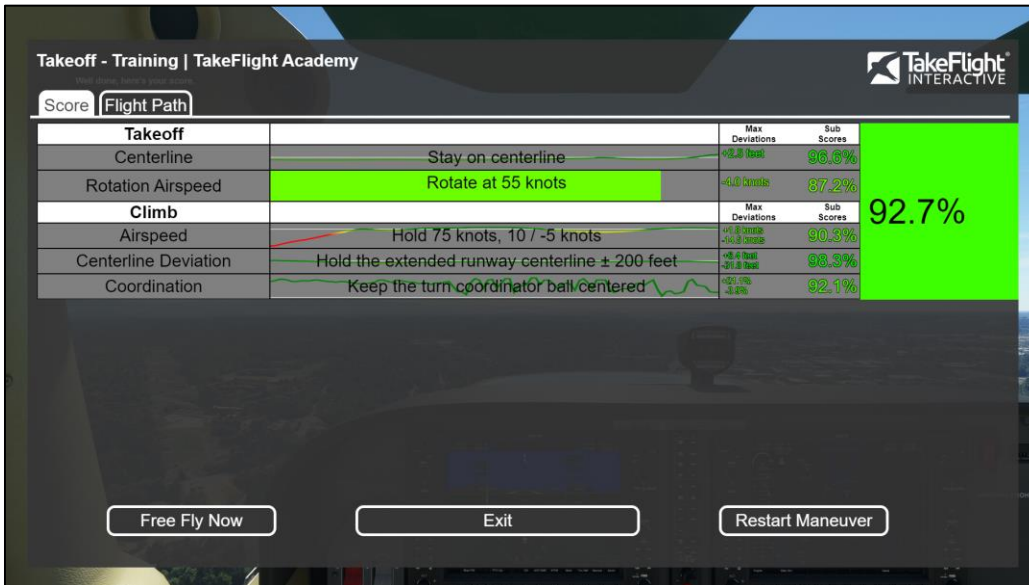 Takeoff - Training | TakeFlight Academy
Well done, here's your score.
TakeFlight
INTERACTIVE
Score Flight Path
Takeoff Max Deviations Sub Scores
Centerline Stay on centerline +2.5 feet 96.6%
Rotation Airspeed Rotate at 55 knots -4.0 knots 87.2%
92.7%
Climb Max Deviations Sub Scores
Airspeed Hold 75 knots, 10 / -5 knots 90.3%
Centerline Deviation Hold the extended runway centerline ± 200 feet 98.3%
Coordination Keep the turn coordinator ball centered 92.1%
Free Fly Now Exit Restart Maneuver